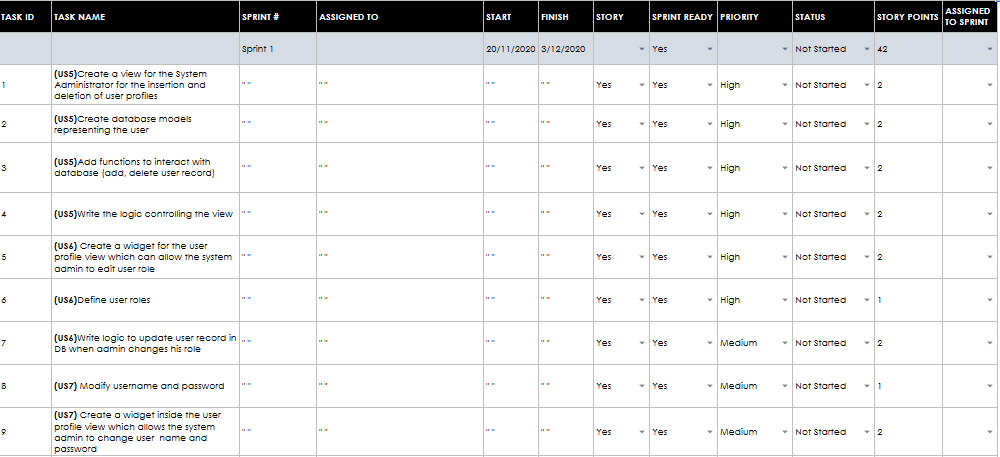 TASK ID TASK NAME SPRINT # ASSIGNED TO START FINISH STORY SPRINT READY PRIORITY STATUS STORY POINTS ASSIGNED TO SPRINT
Sprint 1 20/11/2020 3/12/2020 Yes Not Started 42
1 (US5)Create a view for the System Administrator for the insertion and deletion of user profiles " " " " " " " " Yes Yes High Not Started 2
2 (US5)Create database models representing the user " " " " " " " " Yes Yes High Not Started 2
3 (US5)Add functions to interact with database (add, delete user record) " " " " " " " " Yes Yes High Not Started 2
4 (US5)Write the logic controlling the view " " " " " " " " Yes Yes High Not Started 2
5 (US6) Create a widget for the user profile view which can allow the system admin to edit user role " " " " " " " " Yes Yes High Not Started 2
6 (US6)Define user roles " " " " " " " " Yes Yes High Not Started 1
7 (US6)Write logic to update user record in DB when admin changes his role " " " " " " " " Yes Yes Medium Not Started 2
8 (US7) Modify username and password " " " " " " " " Yes Yes Medium Not Started 1
9 (US7) Create a widget inside the user profile view which allows the system admin to change user name and password " " " " " " " " Yes Yes Medium Not Started 2